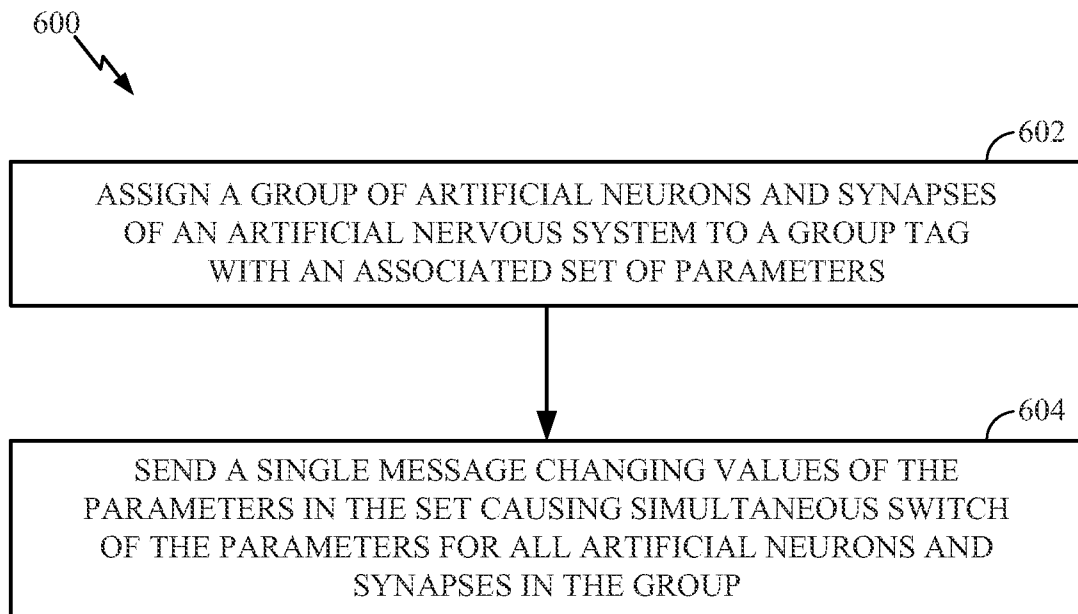 600
602
ASSIGN A GROUP OF ARTIFICIAL NEURONS AND SYNAPSES
OF AN ARTIFICIAL NERVOUS SYSTEM TO A GROUP TAG
WITH AN ASSOCIATED SET OF PARAMETERS
604
SEND A SINGLE MESSAGE CHANGING VALUES OF THE
PARAMETERS IN THE SET CAUSING SIMULTANEOUS SWITCH
OF THE PARAMETERS FOR ALL ARTIFICIAL NEURONS AND
SYNAPSES IN THE GROUP